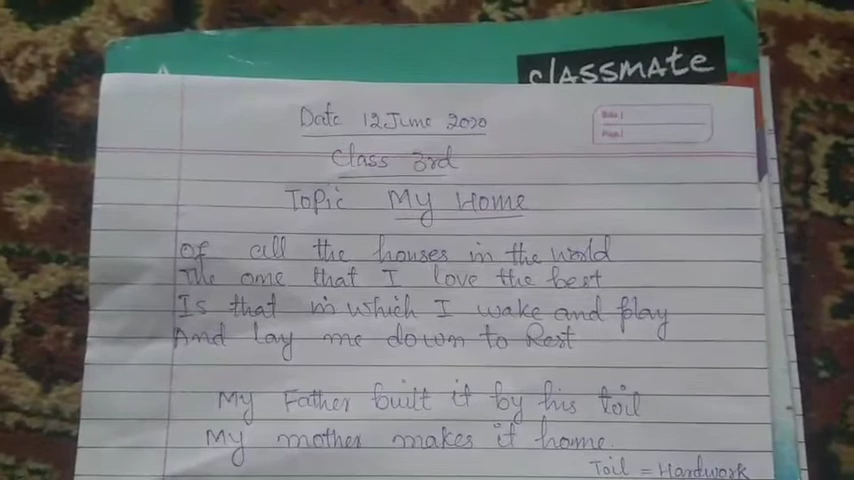 classmate
Date 12 June 2020
Date
Page
Class 3rd
Topic My Home
Of all the houses in the world
The one that I love the best
Is that in which I wake and play
And lay me down to Rest
My Father built it by his toil
My mother makes it home.
Toil = Hardwork